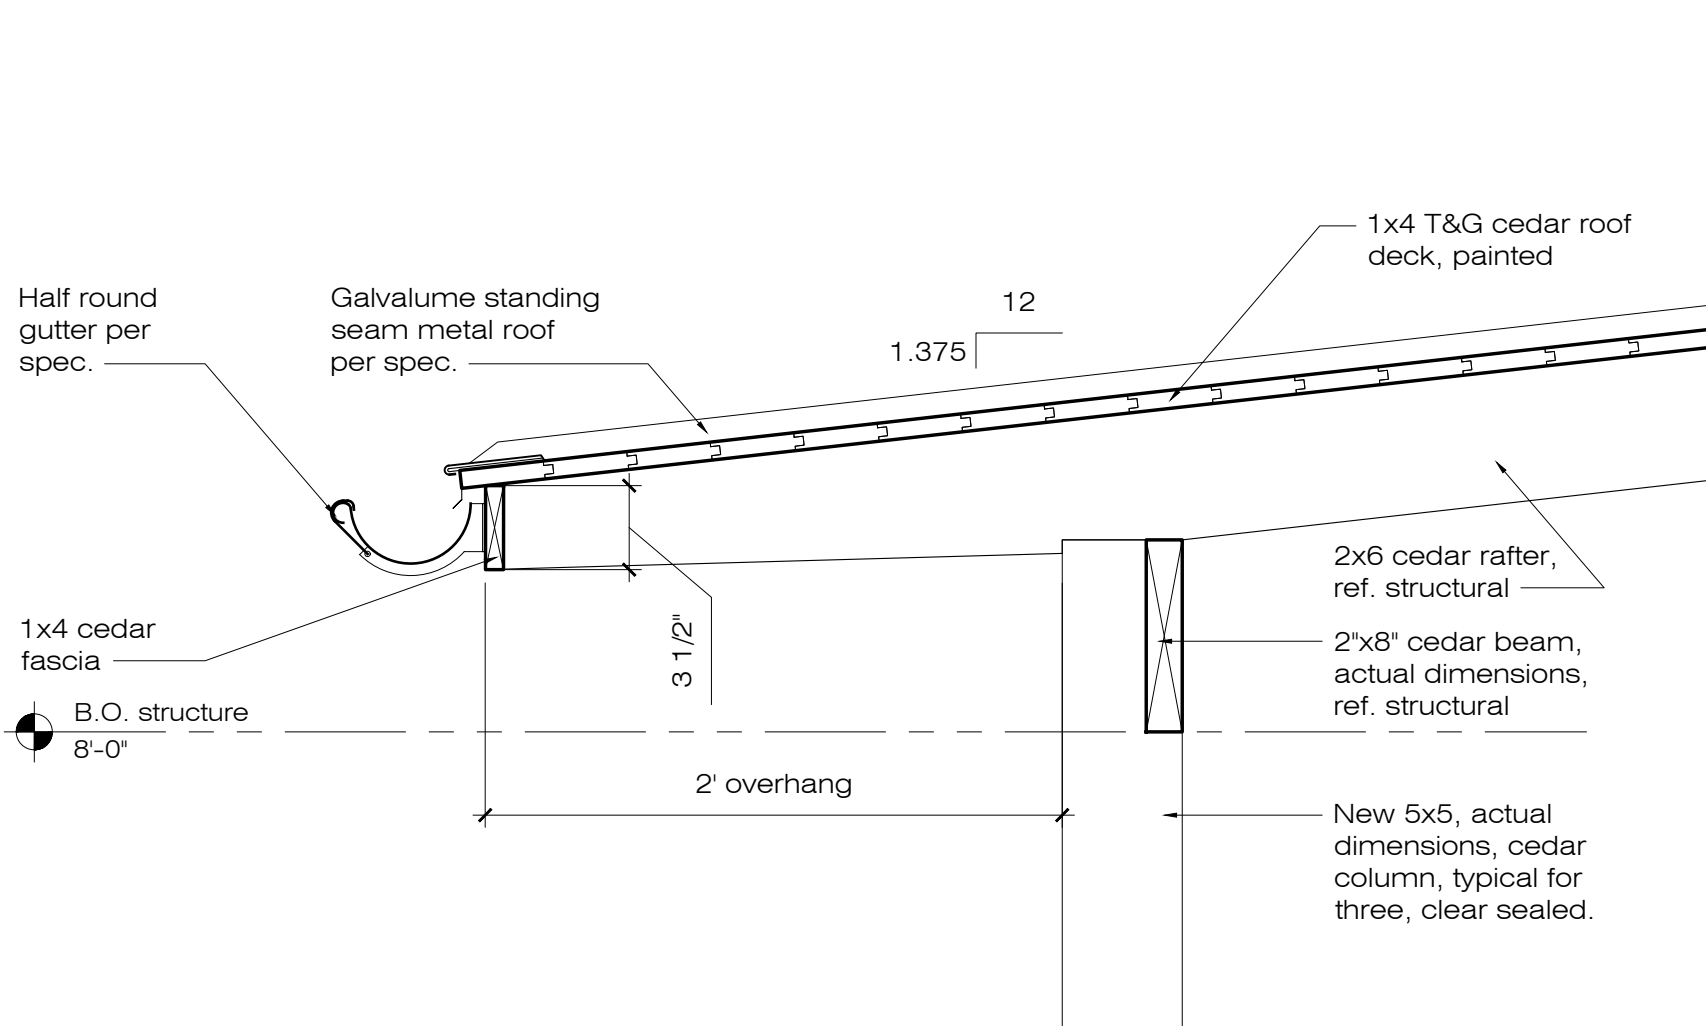 1x4 T&G cedar roof
deck, painted
Half round
gutter per
spec.
Galvalume standing
seam metal roof
per spec.
12
1.375
2x6 cedar rafter,
ref. structural
1x4 cedar
fascia
3 1/2"
2"x8" cedar beam,
actual dimensions,
ref. structural
B.O. structure
8'-0"
2' overhang
New 5x5, actual
dimensions, cedar
column, typical for
three, clear sealed.